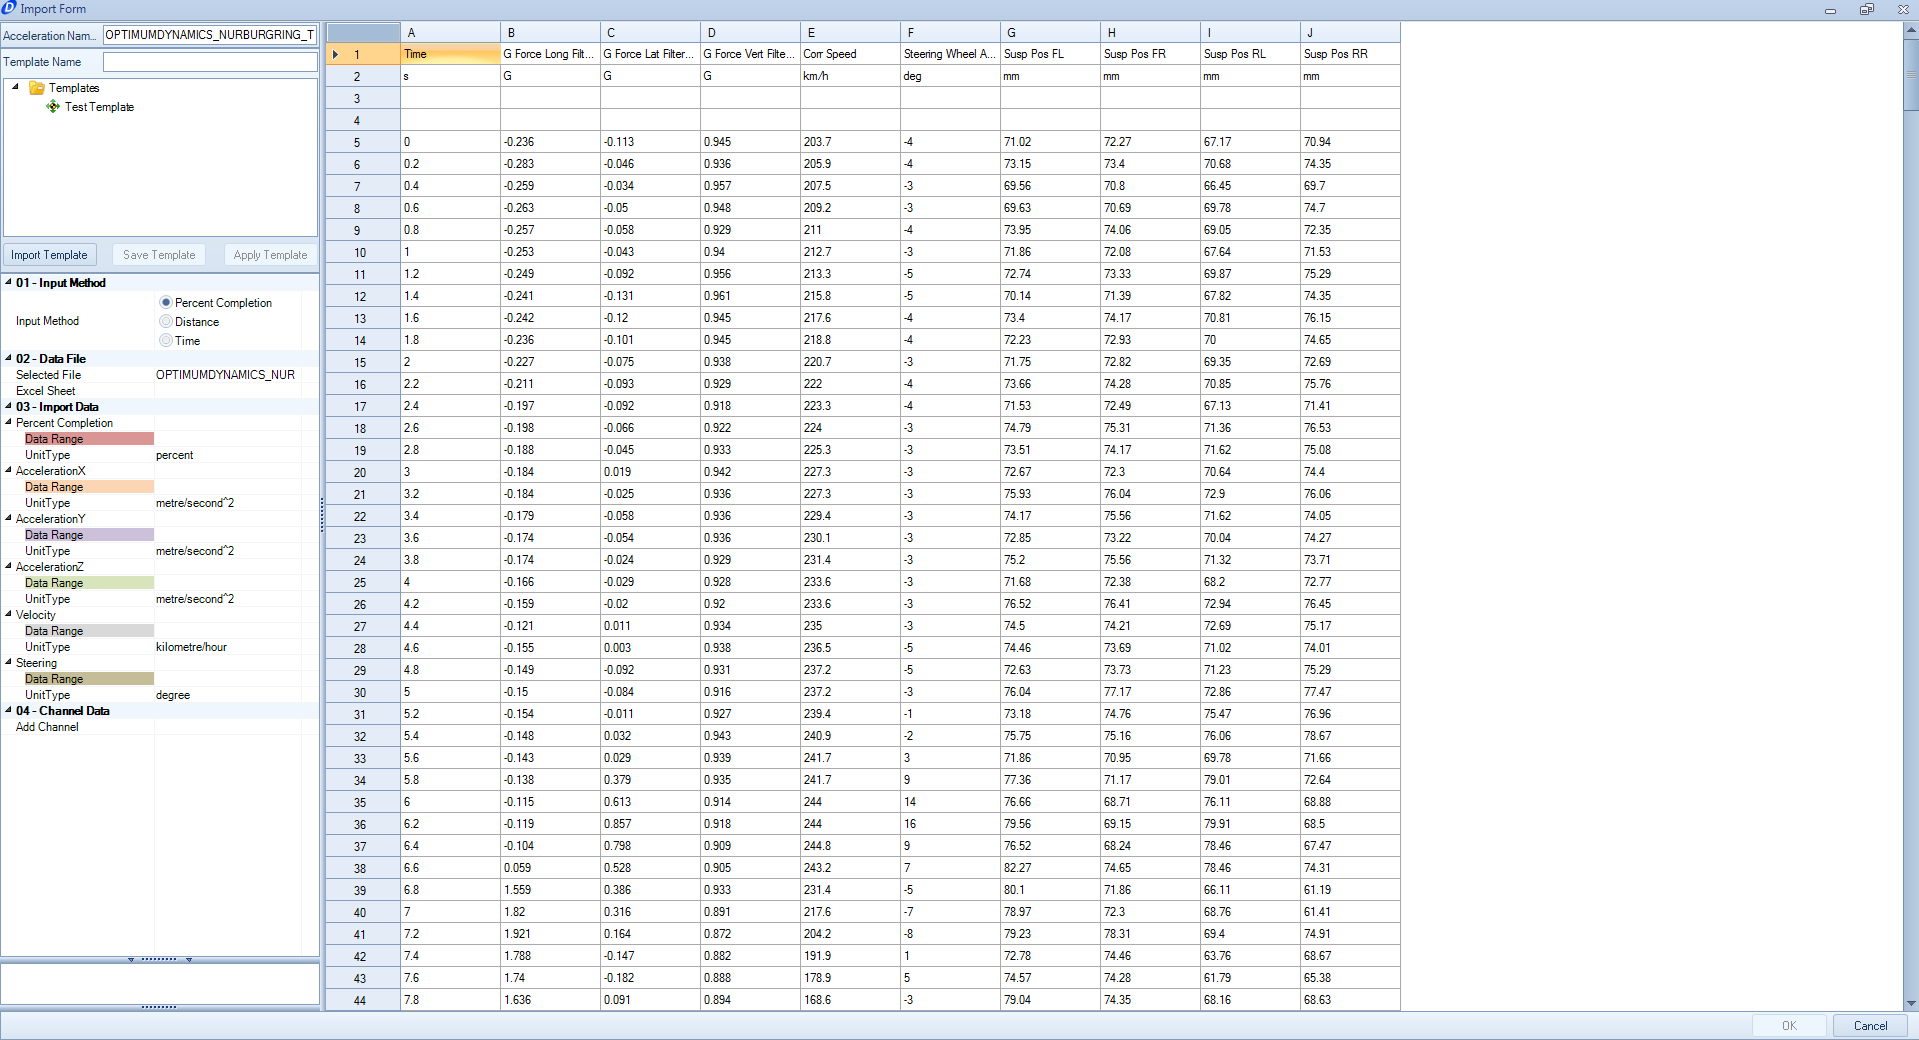 Import Form
Acceleration Nam... OPTIMUMDYNAMICS_NURBURGRING_T
Template Name
Templates
Test Template
Import Template Save Template Apply Template
01 - Input Method
Input Method
Percent Completion
Distance
Time
02 - Data File
Selected File OPTIMUMDYNAMICS_NUR
Excel Sheet
03 - Import Data
Percent Completion
Data Range
UnitType percent
AccelerationX
Data Range
UnitType metre/second^2
AccelerationY
Data Range
UnitType metre/second^2
AccelerationZ
Data Range
UnitType metre/second^2
Velocity
Data Range
UnitType kilometre/hour
Steering
Data Range
UnitType degree
04 - Channel Data
Add Channel
A B C D E F G H I J
1 Time G Force Long Filt... G Force Lat Filter... G Force Vert Filte... Corr Speed Steering Wheel A... Susp Pos FL Susp Pos FR Susp Pos RL Susp Pos RR
2 s G G G km/h deg mm mm mm mm
3
4
5 0 -0.236 -0.113 0.945 203.7 -4 71.02 72.27 67.17 70.94
6 0.2 -0.283 -0.046 0.936 205.9 -4 73.15 73.4 70.68 74.35
7 0.4 -0.259 -0.034 0.957 207.5 -3 69.56 70.8 66.45 69.7
8 0.6 -0.263 -0.05 0.948 209.2 -3 69.63 70.69 69.78 74.7
9 0.8 -0.257 -0.058 0.929 211 -4 73.95 74.06 69.05 72.35
10 1 -0.253 -0.043 0.94 212.7 -3 71.86 72.08 67.64 71.53
11 1.2 -0.249 -0.092 0.956 213.3 -5 72.74 73.33 69.87 75.29
12 1.4 -0.241 -0.131 0.961 215.8 -5 70.14 71.39 67.82 74.35
13 1.6 -0.242 -0.12 0.945 217.6 -4 73.4 74.17 70.81 76.15
14 1.8 -0.236 -0.101 0.945 218.8 -4 72.23 72.93 70 74.65
15 2 -0.227 -0.075 0.938 220.7 -3 71.75 72.82 69.35 72.69
16 2.2 -0.211 -0.093 0.929 222 -4 73.66 74.28 70.85 75.76
17 2.4 -0.197 -0.092 0.918 223.3 -4 71.53 72.49 67.13 71.41
18 2.6 -0.198 -0.066 0.922 224 -3 74.79 75.31 71.36 76.53
19 2.8 -0.188 -0.045 0.933 225.3 -3 73.51 74.17 71.62 75.08
20 3 -0.184 0.019 0.942 227.3 -3 72.67 72.3 70.64 74.4
21 3.2 -0.184 -0.025 0.936 227.3 -3 75.93 76.04 72.9 76.06
22 3.4 -0.179 -0.058 0.936 229.4 -3 74.17 75.56 71.62 74.05
23 3.6 -0.174 -0.054 0.936 230.1 -3 72.85 73.22 70.04 74.27
24 3.8 -0.174 -0.024 0.929 231.4 -3 75.2 75.56 71.32 73.71
25 4 -0.166 -0.029 0.928 233.6 -3 71.68 72.38 68.2 72.77
26 4.2 -0.159 -0.02 0.92 233.6 -3 76.52 76.41 72.94 76.45
27 4.4 -0.121 0.011 0.934 235 -3 74.5 74.21 72.69 75.17
28 4.6 -0.155 0.003 0.938 236.5 -5 74.46 73.69 71.02 74.01
29 4.8 -0.149 -0.092 0.931 237.2 -5 72.63 73.73 71.23 75.29
30 5 -0.15 -0.084 0.916 237.2 -3 76.04 77.17 72.86 77.47
31 5.2 -0.154 -0.011 0.927 239.4 -1 73.18 74.76 75.47 76.96
32 5.4 -0.148 0.032 0.943 240.9 -2 75.75 75.16 76.06 78.67
33 5.6 -0.143 0.029 0.939 241.7 3 71.86 70.95 69.78 71.66
34 5.8 -0.138 0.379 0.935 241.7 9 77.36 71.17 79.01 72.64
35 6 -0.115 0.613 0.914 244 14 76.66 68.71 76.11 68.88
36 6.2 -0.119 0.857 0.918 244 16 79.56 69.15 79.91 68.5
37 6.4 -0.104 0.798 0.909 244.8 9 76.52 68.24 78.46 67.47
38 6.6 0.059 0.528 0.905 243.2 7 82.27 74.65 78.46 74.31
39 6.8 1.559 0.386 0.933 231.4 -5 80.1 71.86 66.11 61.19
40 7 1.82 0.316 0.891 217.6 -7 78.97 72.3 68.76 61.41
41 7.2 1.921 0.164 0.872 204.2 -8 79.23 78.31 69.4 74.91
42 7.4 1.788 -0.147 0.882 191.9 1 72.78 74.46 63.76 68.67
43 7.6 1.74 -0.182 0.888 178.9 5 74.57 74.28 61.79 65.38
44 7.8 1.636 0.091 0.894 168.6 -3 79.04 74.35 68.16 68.63
OK Cancel